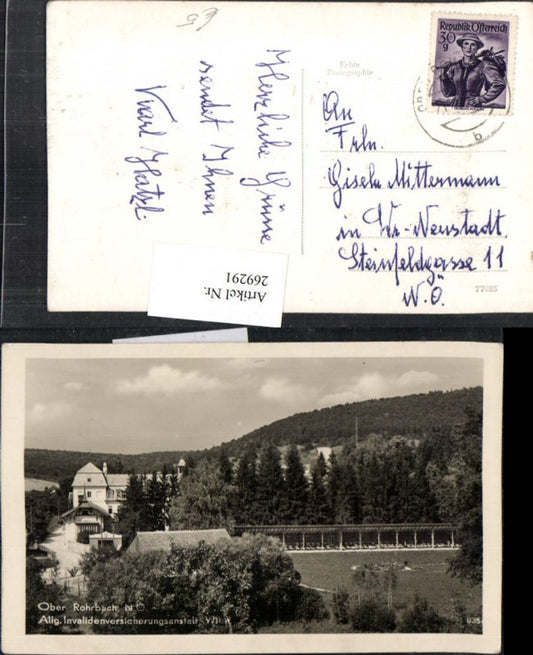 Echte
Photographie
Republik Österreich
30
g
Herzliche Grüsse
sendet Ihnen
Karl Hatzl
An
Frln.
Gisela Mittermann
in Wr-Neustadt
Steinfeldgasse 11
N.Ö.
77025
Artikel Nr.
269291
Ober Rohrbach N.Ö.
Allg. Invalidenversicherungsanstalt